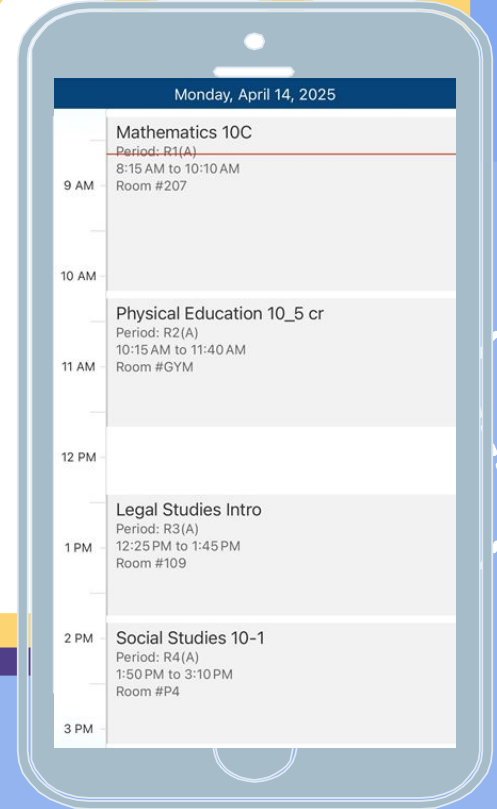 Monday, April 14, 2025
Mathematics 10C
Period: R1(A)
8:15 AM to 10:10 AM
9 AM
Room #207
10 AM
Physical Education 10_5 cr
Period: R2(A)
10:15 AM to 11:40 AM
11 AM
Room #GYM
12 PM
Legal Studies Intro
Period: R3(A)
1 PM
12:25 PM to 1:45 PM
Room #109
2 PM
Social Studies 10-1
Period: R4(A)
1:50 PM to 3:10 PM
Room #P4
3 PM